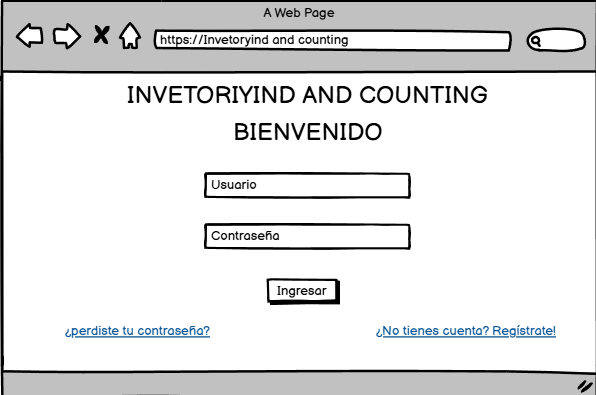 A Web Page
https://Invetoryind and counting
INVETORIYIND AND COUNTING
BIENVENIDO
Usuario
Contraseña
Ingresar
¿perdiste tu contraseña? ¿No tienes cuenta? Regístrate!